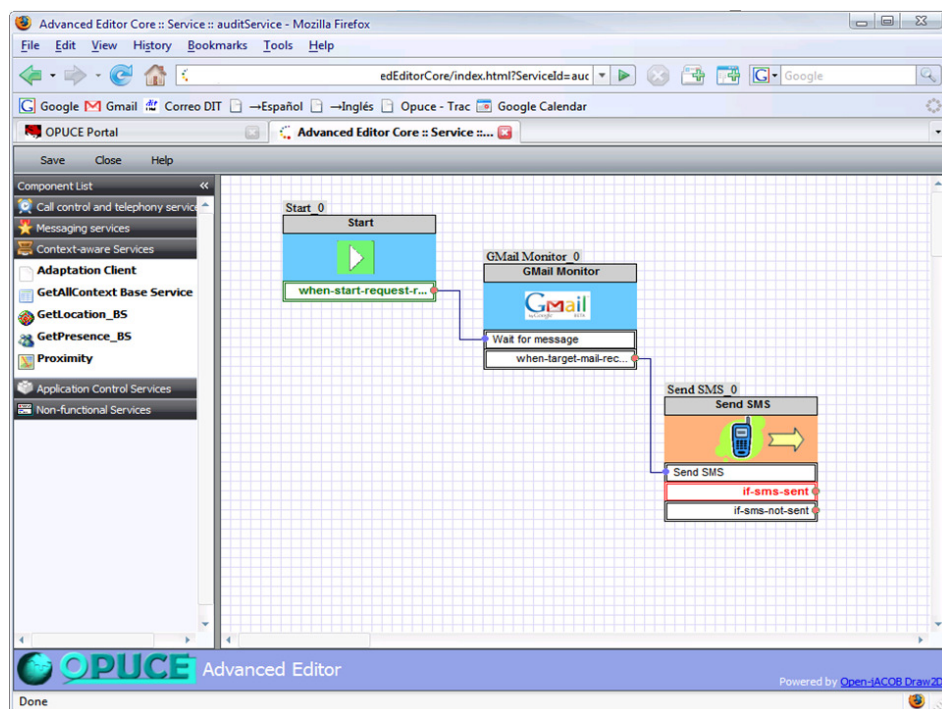 Advanced Editor Core :: Service :: auditService - Mozilla Firefox
File Edit View History Bookmarks Tools Help
edEditorCore/index.html?ServiceId=auc
G Google
Google Gmail Correo DIT →Español →Inglés Opuce - Trac Google Calendar
OPUCE Portal
Advanced Editor Core :: Service ::...
Save Close Help
Component List
Call control and telephony service
Messaging services
Context-aware Services
Adaptation Client
GetAllContext Base Service
GetLocation_BS
GetPresence_BS
Proximity
Application Control Services
Non-functional Services
Start_0
Start
when-start-request-r...
GMail Monitor_0
GMail Monitor
Gmail
by Google BETA
Wait for message
when-target-mail-rec...
Send SMS_0
Send SMS
Send SMS
if-sms-sent
if-sms-not-sent
OPUCE Advanced Editor
Powered by Open-jACOB Draw2D
Done